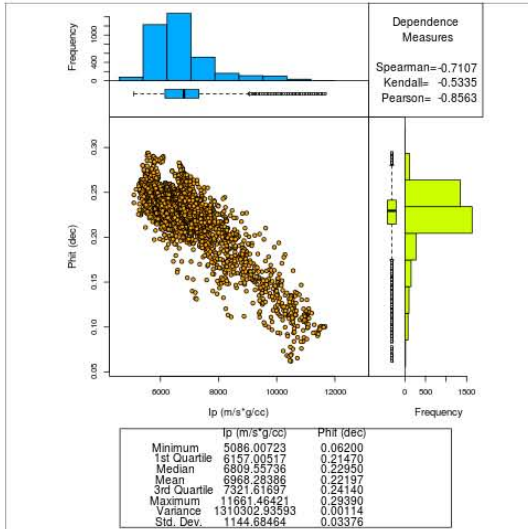 Frequency
0 400 1000
Dependence
Measures
Spearman=-0.7107
Kendall= -0.5335
Pearson= -0.8563
Phit (dec)
0.05 0.10 0.15 0.20 0.25 0.30
6000 8000 10000 12000
Ip (m/s*g/cc)
0 500 1500
Frequency
Ip (m/s*g/cc) Phit (dec)
Minimum 5086.00723 0.06200
1st Quartile 6157.00517 0.21470
Median 6809.55736 0.22950
Mean 6968.28386 0.22197
3rd Quartile 7321.61697 0.24140
Maximum 11661.46421 0.29390
Variance 1310302.93593 0.00114
Std. Dev. 1144.68464 0.03376